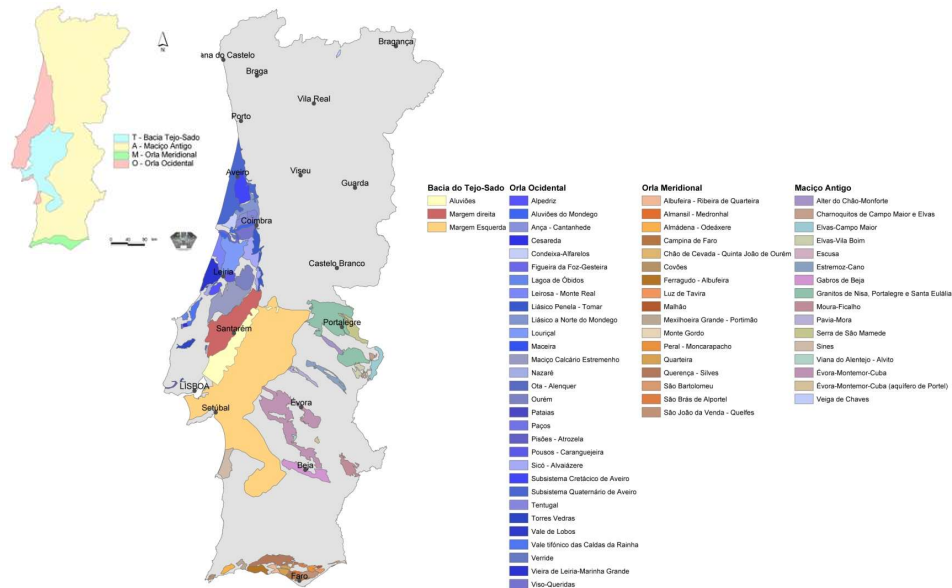 T - Bacia Tejo-Sado
A - Maciço Antigo
M - Orla Meridional
O - Orla Ocidental
0 40 80 km
N
ana do Castelo
Bragança
Braga
Vila Real
Porto
Aveiro
Viseu
Guarda
Coimbra
Leiria
Castelo Branco
Santarém
Portalegre
LISBOA
Setúbal
Évora
Beja
Faro
Bacia do Tejo-Sado
Aluviões
Margem direita
Margem Esquerda
Orla Ocidental
Alpedriz
Aluviões do Mondego
Ança - Cantanhede
Cesareda
Condeixa-Alfarelos
Figueira da Foz-Gesteira
Lagoa de Óbidos
Leirosa - Monte Real
Liásico Penela - Tomar
Liásico a Norte do Mondego
Louriçal
Maceira
Maciço Calcário Estremenho
Nazaré
Ota - Alenquer
Ourém
Pataias
Paços
Pisões - Atrozela
Pousos - Caranguejeira
Sicó - Alvaiázere
Subsistema Cretácico de Aveiro
Subsistema Quaternário de Aveiro
Tentugal
Torres Vedras
Vale de Lobos
Vale tifónico das Caldas da Rainha
Verride
Vieira de Leiria-Marinha Grande
Viso-Queridas
Orla Meridional
Albufeira - Ribeira de Quarteira
Almansil - Medronhal
Almádena - Odeáxere
Campina de Faro
Chão de Cevada - Quinta João de Ourém
Covões
Ferragudo - Albufeira
Luz de Tavira
Malhão
Mexilhoeira Grande - Portimão
Monte Gordo
Peral - Moncarapacho
Quarteira
Querença - Silves
São Bartolomeu
São Brás de Alportel
São João da Venda - Quelfes
Maciço Antigo
Alter do Chão-Monforte
Charnoquitos de Campo Maior e Elvas
Elvas-Campo Maior
Elvas-Vila Boim
Escusa
Estremoz-Cano
Gabros de Beja
Granitos de Nisa, Portalegre e Santa Eulália
Moura-Ficalho
Pavia-Mora
Serra de São Mamede
Sines
Viana do Alentejo - Alvito
Évora-Montemor-Cuba
Évora-Montemor-Cuba (aquífero de Portel)
Veiga de Chaves